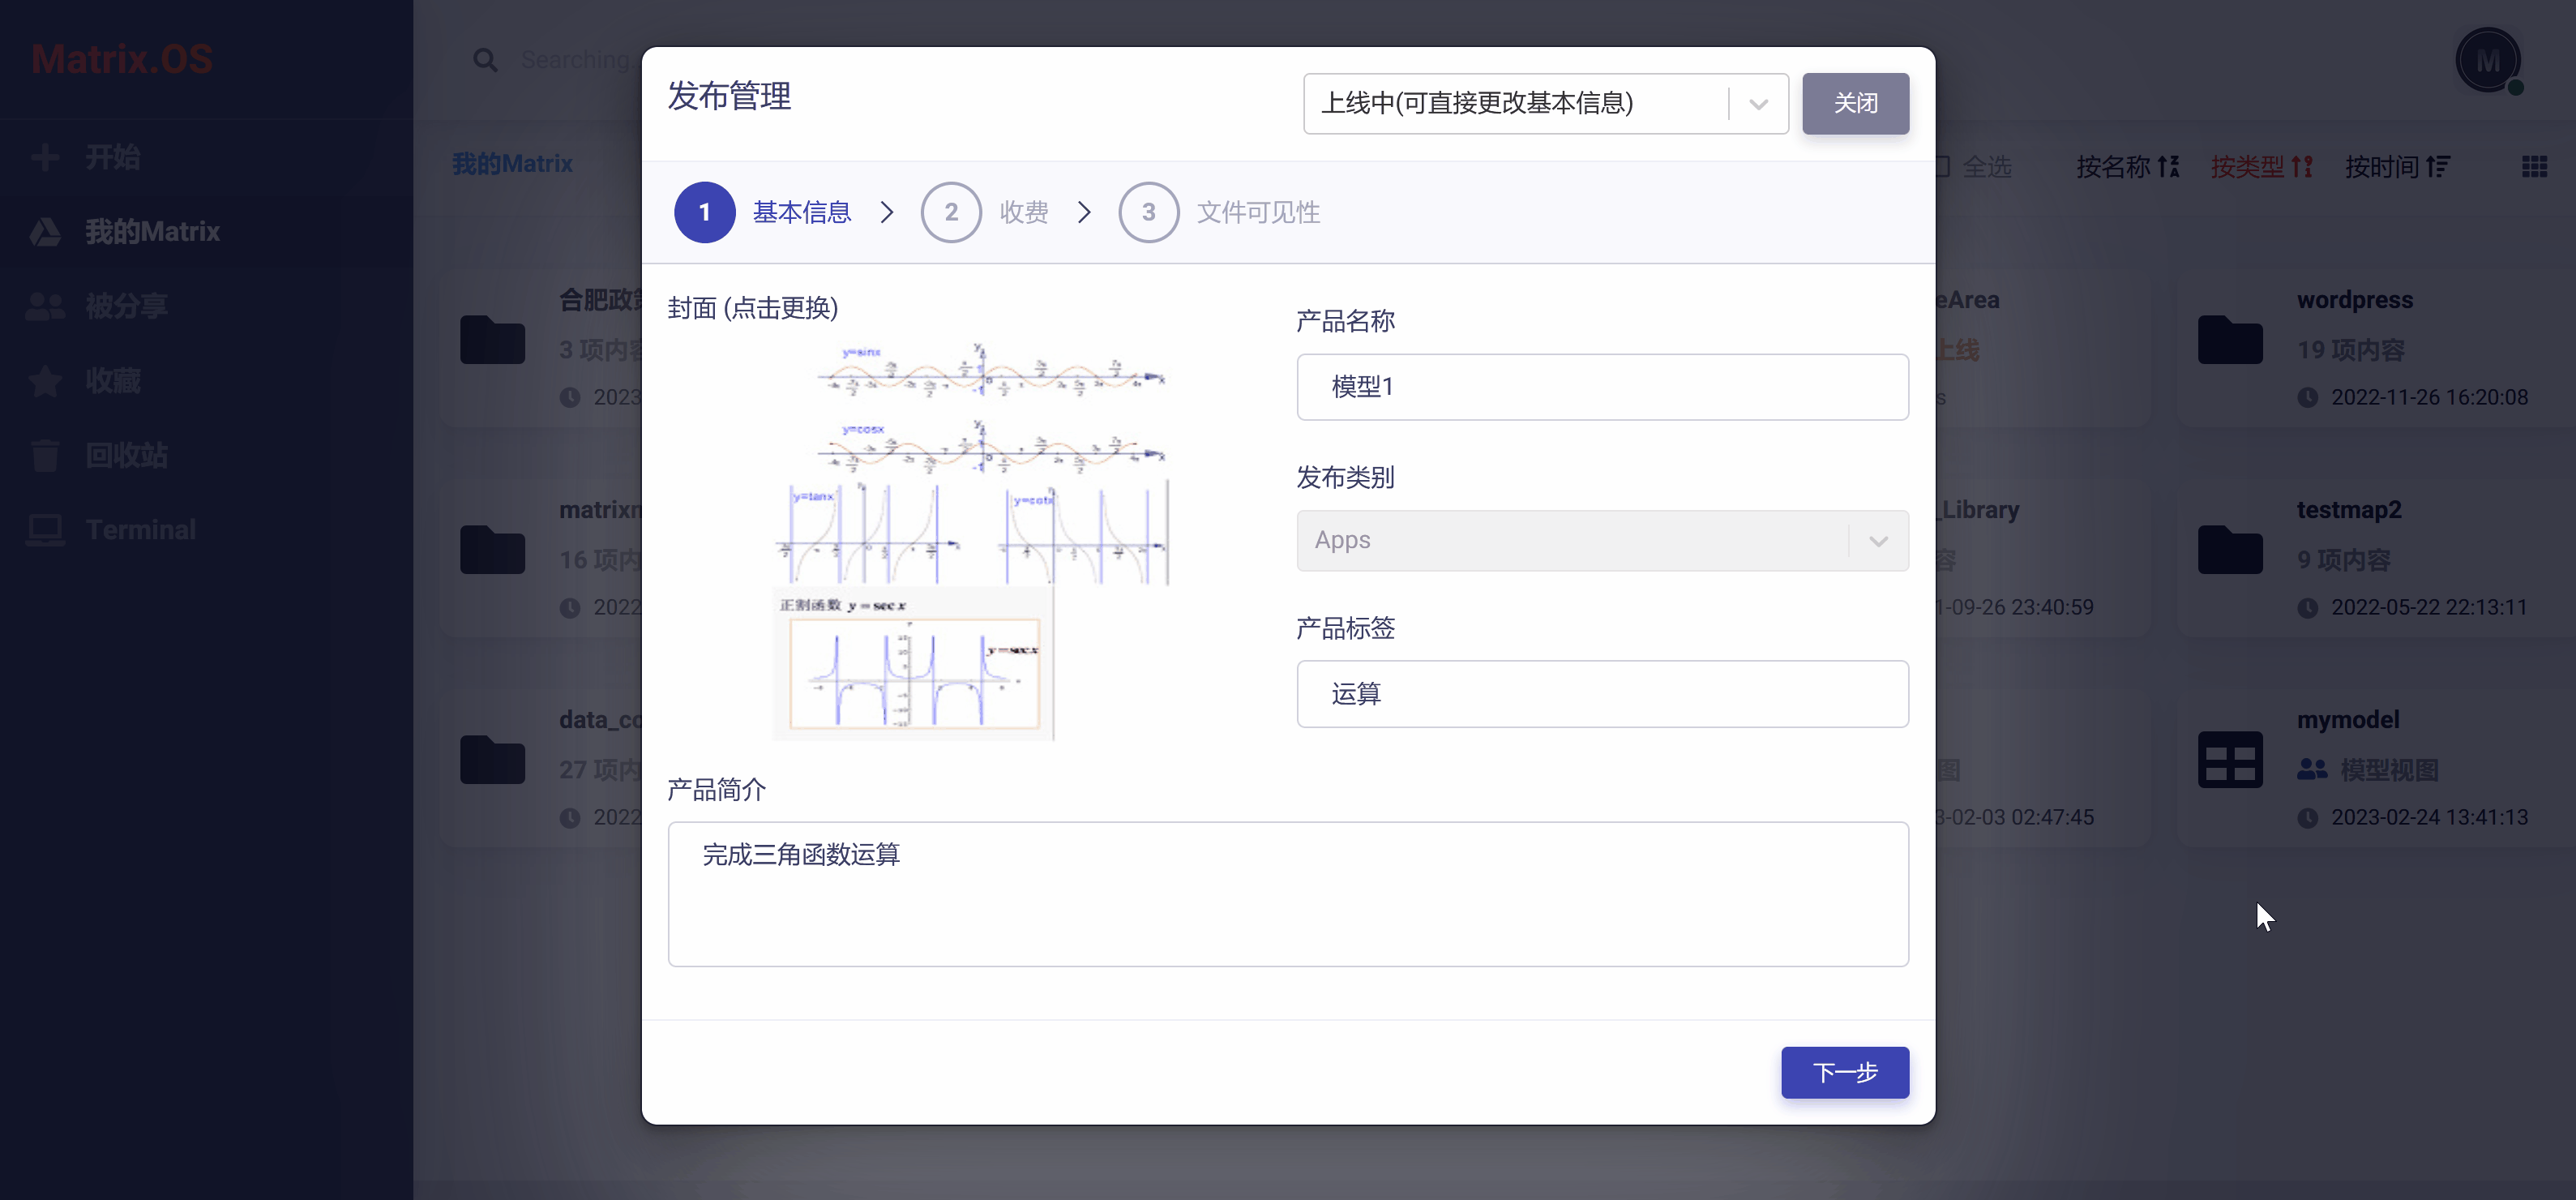 Matrix.OS
Searching.
M
开始
我的Matrix
被分享
收藏
回收站
Terminal
我的Matrix
全选
按名称
按类型
按时间
合肥政
3 项内容
2023
eArea
上线
s
wordpress
19 项内容
2022-11-26 16:20:08
matrixn
16 项内
2022
_Library
容
1-09-26 23:40:59
testmap2
9 项内容
2022-05-22 22:13:11
data_co
27 项内
2022
图
3-02-03 02:47:45
mymodel
模型视图
2023-02-24 13:41:13
发布管理
上线中(可直接更改基本信息)
关闭
1 基本信息
2 收费
3 文件可见性
封面 (点击更换)
y=sinx
y=cosx
y=tanx
y=cotx
正割函数 y = sec x
y = sec x
产品名称
模型1
发布类别
Apps
产品标签
运算
产品简介
完成三角函数运算
下一步